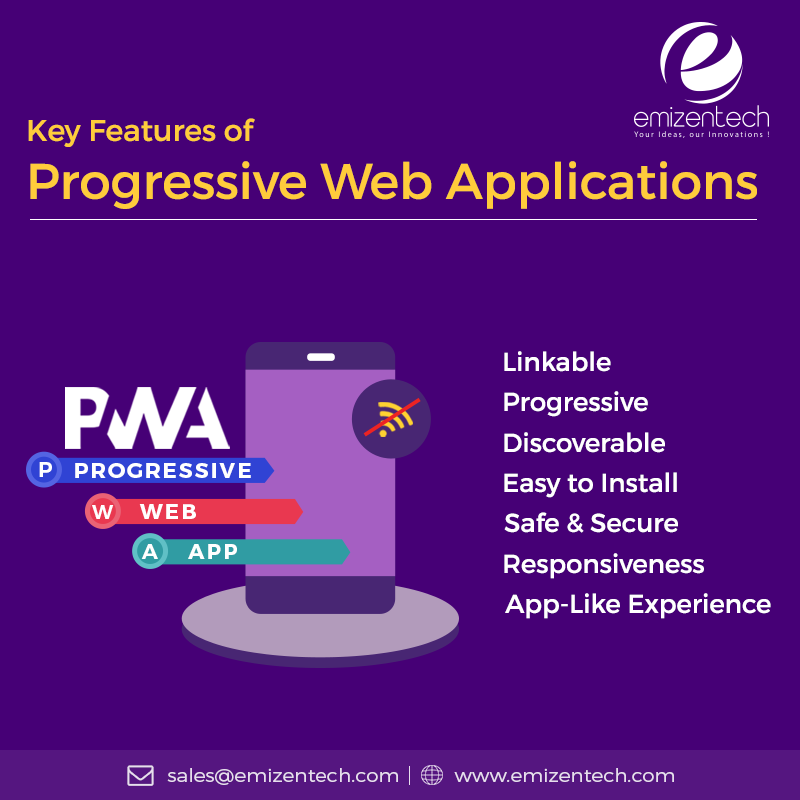 emizentech
Your Ideas, our Innovations !
Key Features of
Progressive Web Applications
PWA
P PROGRESSIVE
W WEB
A APP
Linkable
Progressive
Discoverable
Easy to Install
Safe & Secure
Responsiveness
App-Like Experience
sales@emizentech.com | www.emizentech.com